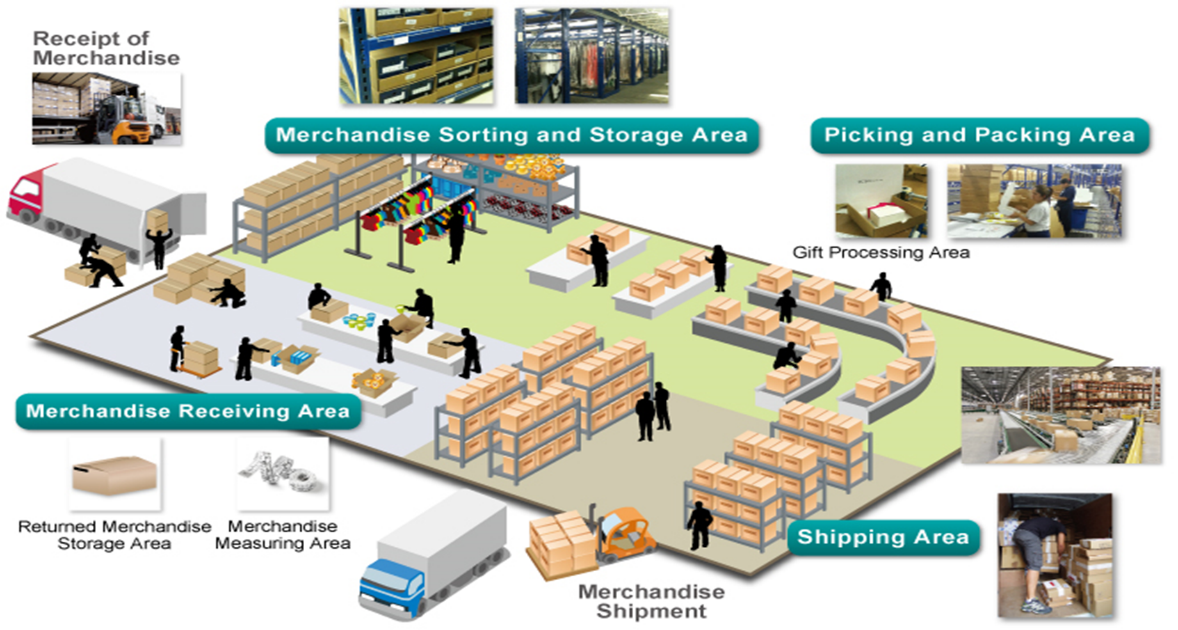 Receipt of
Merchandise
Merchandise Sorting and Storage Area
Picking and Packing Area
Gift Processing Area
Merchandise Receiving Area
Returned Merchandise
Storage Area
Merchandise
Measuring Area
Shipping Area
Merchandise
Shipment